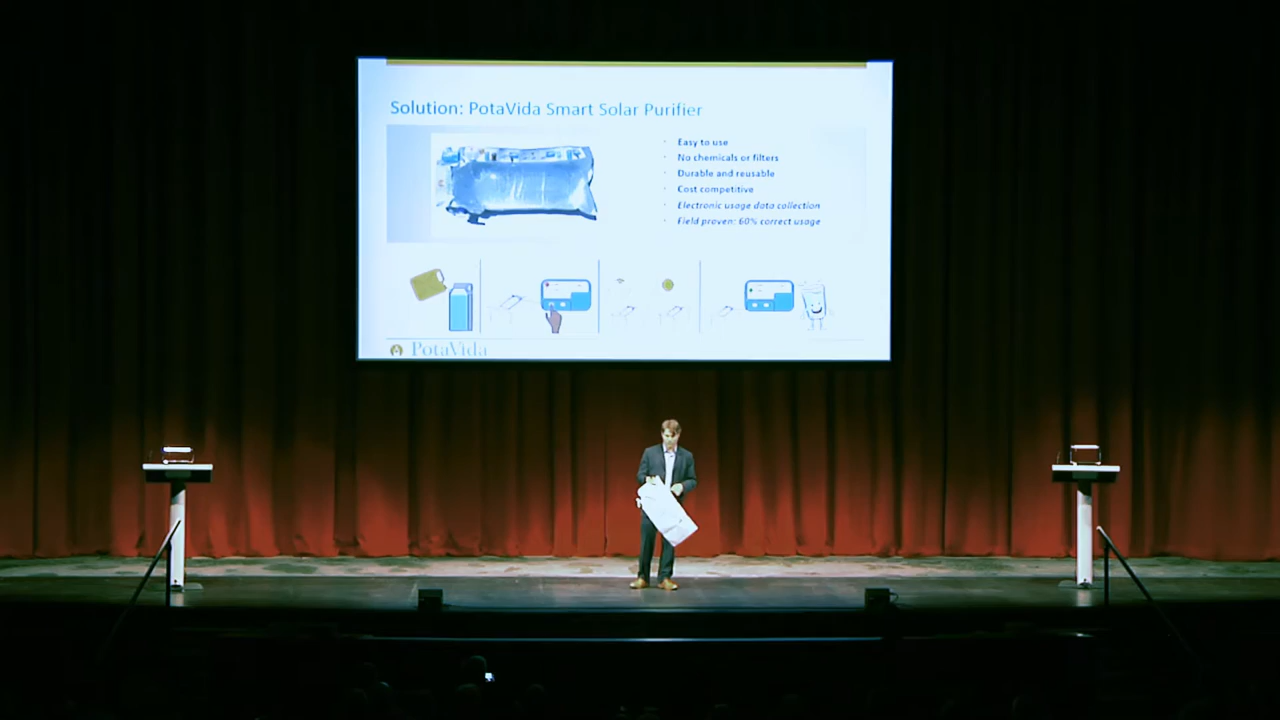 Solution: PotaVida Smart Solar Purifier
Easy to use
No chemicals or filters
Durable and reusable
Cost competitive
Electronic usage data collection
Field proven: 60% correct usage
PotaVida